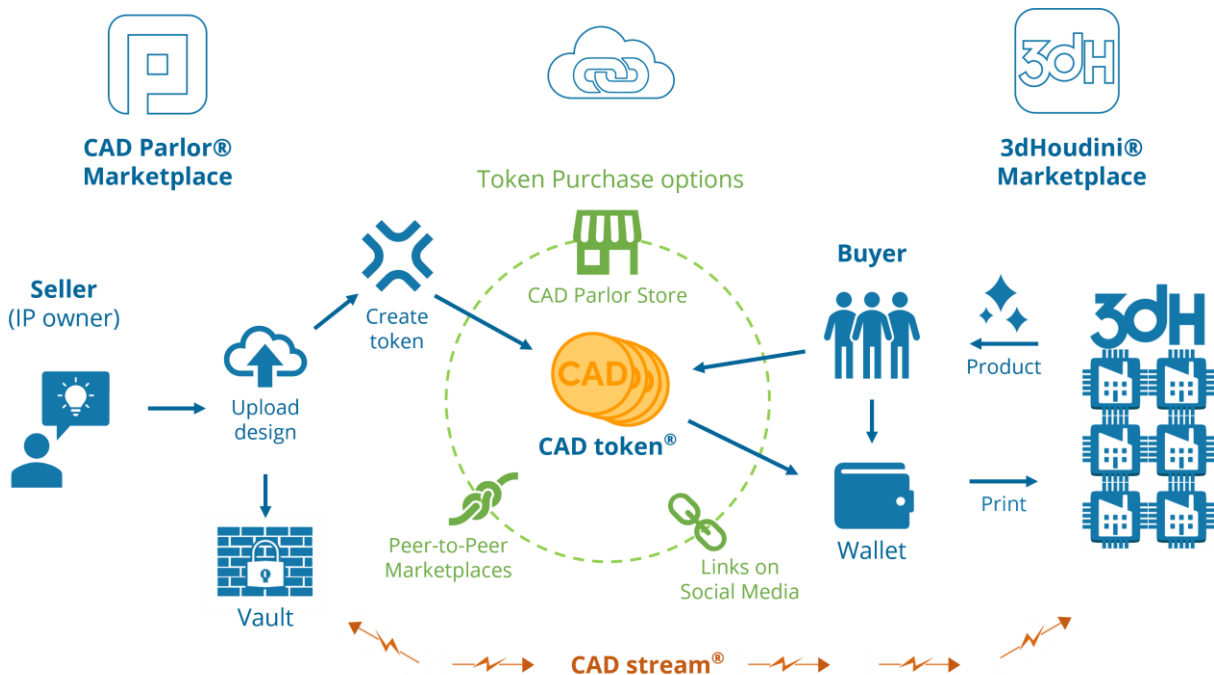 3dH
CAD Parlor®
Marketplace
3dHoudini®
Marketplace
Token Purchase options
CAD Parlor Store
Seller
(IP owner)
Create
token
Buyer
3dH
Product
Upload
design
CAD
CAD token®
Print
Wallet
Peer-to-Peer
Marketplaces
Links on
Social Media
Vault
CAD stream®